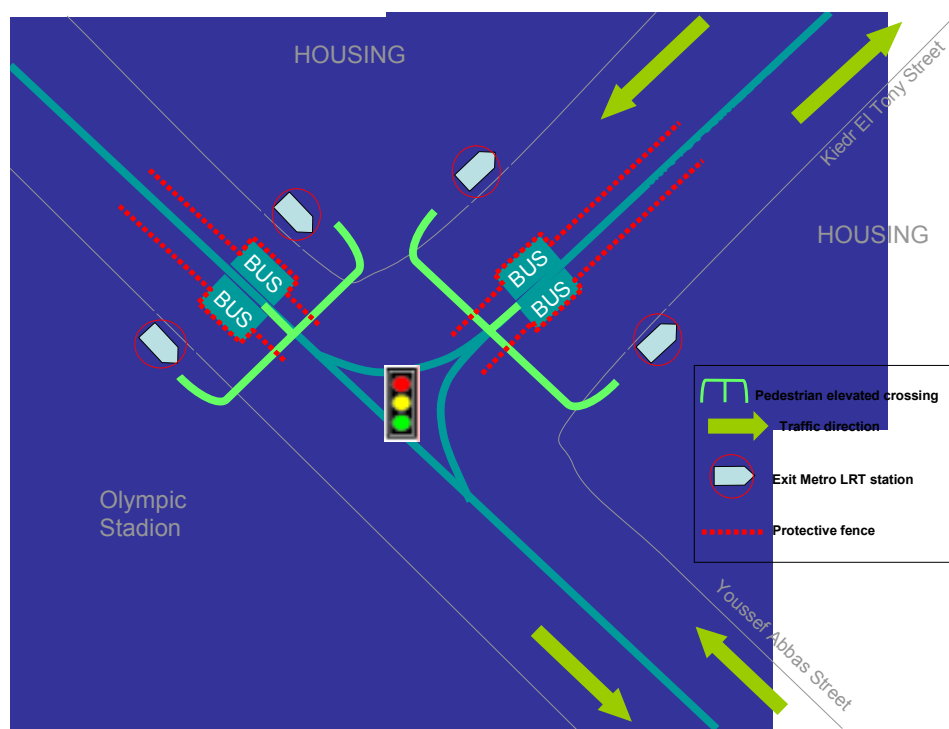 HOUSING
Kiedr El Tony Street
HOUSING
BUS
BUS
BUS
BUS
Pedestrian elevated crossing
Traffic direction
Exit Metro LRT station
Protective fence
Olympic
Stadion
Youssef Abbas Street